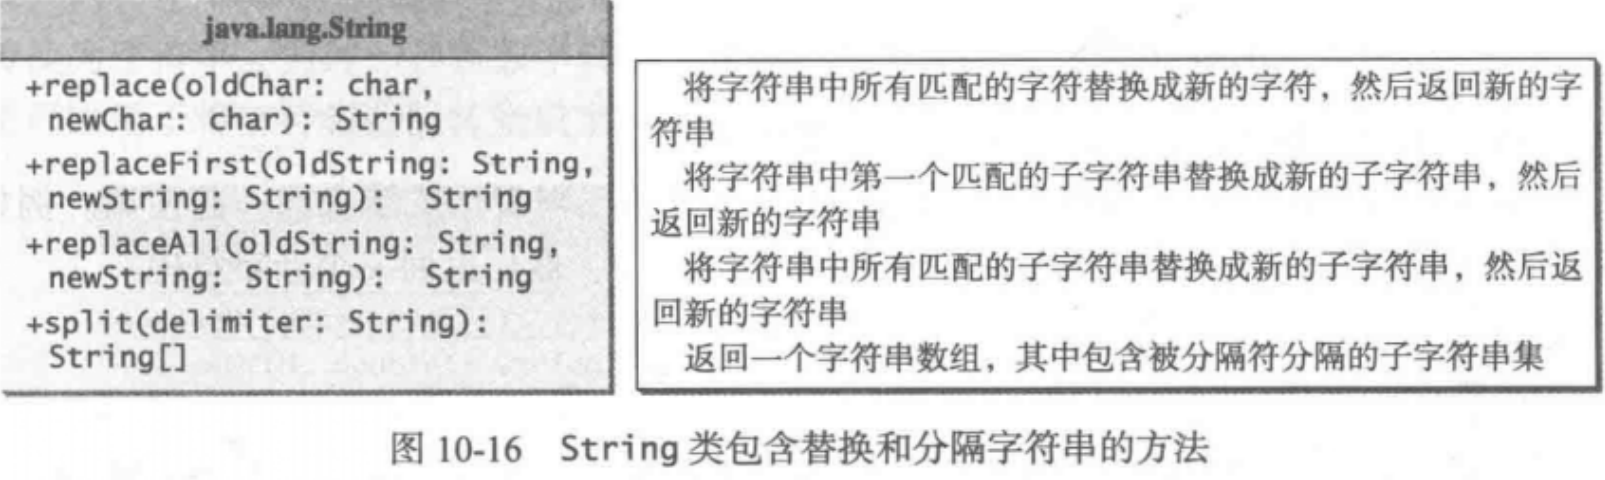 java.lang.String
+replace(oldChar: char,
newChar: char): String
+replaceFirst(oldString: String,
newString: String): String
+replaceAll(oldString: String,
newString: String): String
+split(delimiter: String):
String[]
将字符串中所有匹配的字符替换成新的字符，然后返回新的字
符串
将字符串中第一个匹配的子字符串替换成新的子字符串，然后
返回新的字符串
将字符串中所有匹配的子字符串替换成新的子字符串，然后返
回新的字符串
返回一个字符串数组，其中包含被分隔符分隔的子字符串集
图 10-16 String 类包含替换和分隔字符串的方法